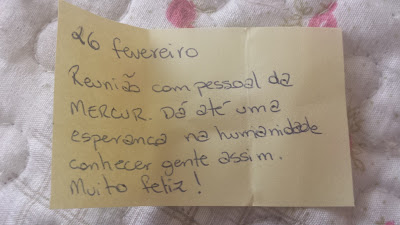 26 fevereiro
Reunião com pessoal da
MERCUR. Dá até uma
esperança na humanidade
conhecer gente assim.
Muito feliz!